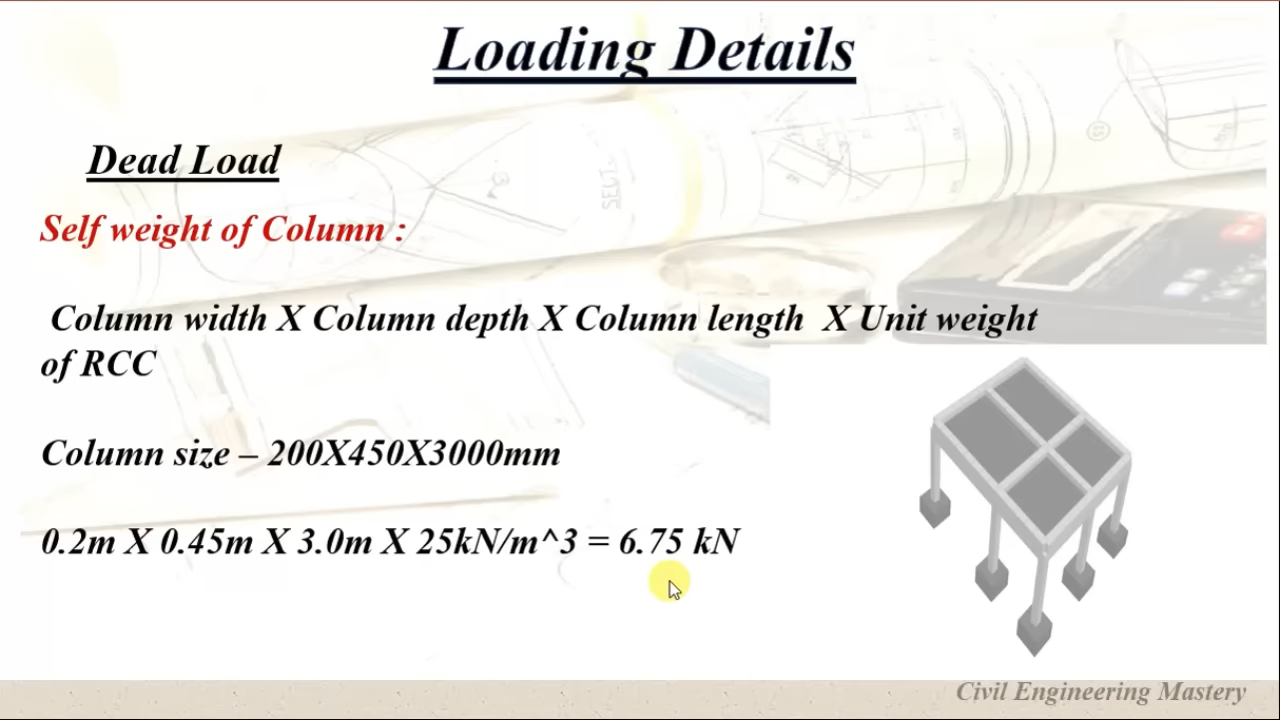 Loading Details
Dead Load
Self weight of Column :
Column width X Column depth X Column length X Unit weight
of RCC
Column size – 200X450X3000mm
0.2m X 0.45m X 3.0m X 25kN/m^3 = 6.75 kN
Civil Engineering Mastery